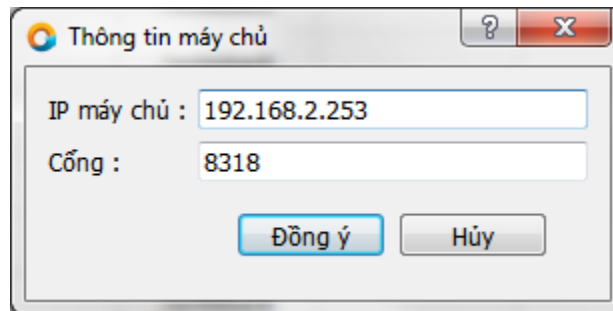 Thông tin máy chủ
IP máy chủ : 192.168.2.253
Cổng : 8318
Đồng ý Hủy